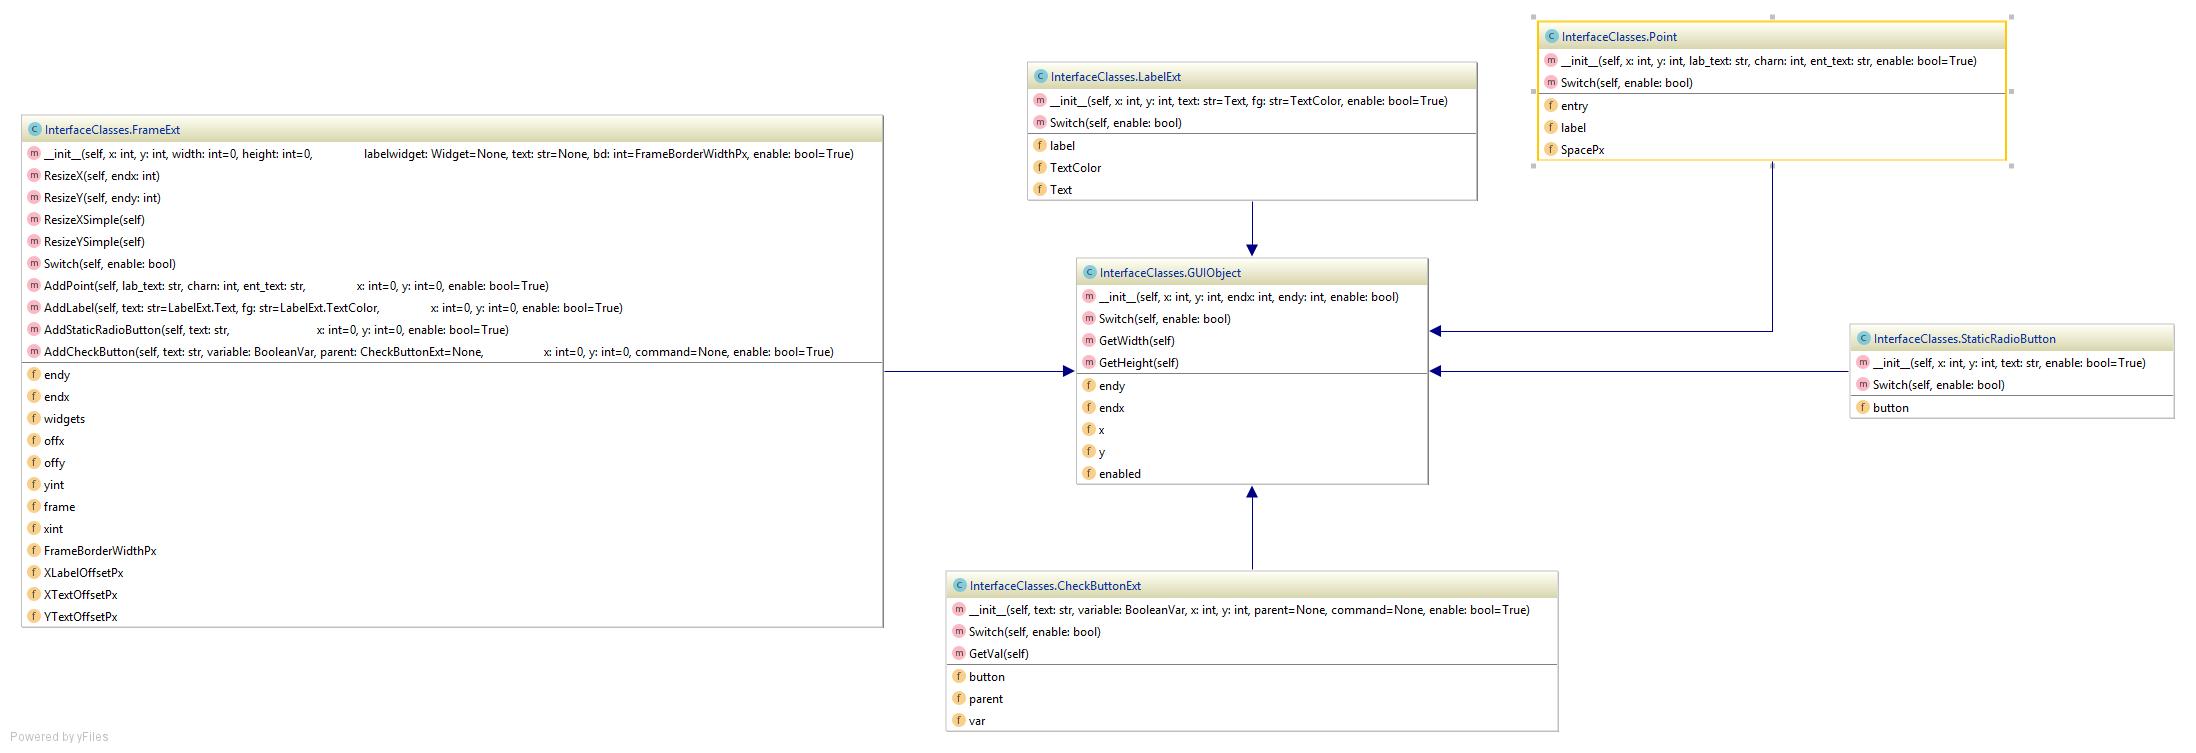 InterfaceClasses.FrameExt
__init__(self, x: int, y: int, width: int=0, height: int=0, labelwidget: Widget=None, text: str=None, bd: int=FrameBorderWidthPx, enable: bool=True)
ResizeX(self, endx: int)
ResizeY(self, endy: int)
ResizeXSimple(self)
ResizeYSimple(self)
Switch(self, enable: bool)
AddPoint(self, lab_text: str, charn: int, ent_text: str, x: int=0, y: int=0, enable: bool=True)
AddLabel(self, text: str=LabelExt.Text, fg: str=LabelExt.TextColor, x: int=0, y: int=0, enable: bool=True)
AddStaticRadioButton(self, text: str, x: int=0, y: int=0, enable: bool=True)
AddCheckButton(self, text: str, variable: BooleanVar, parent: CheckButtonExt=None, x: int=0, y: int=0, command=None, enable: bool=True)
endy
endx
widgets
offx
offy
yint
frame
xint
FrameBorderWidthPx
XLabelOffsetPx
XTextOffsetPx
YTextOffsetPx
InterfaceClasses.LabelExt
__init__(self, x: int, y: int, text: str=Text, fg: str=TextColor, enable: bool=True)
Switch(self, enable: bool)
label
TextColor
Text
InterfaceClasses.Point
__init__(self, x: int, y: int, lab_text: str, charn: int, ent_text: str, enable: bool=True)
Switch(self, enable: bool)
entry
label
SpacePx
InterfaceClasses.GUIObject
__init__(self, x: int, y: int, endx: int, endy: int, enable: bool)
Switch(self, enable: bool)
GetWidth(self)
GetHeight(self)
endy
endx
x
y
enabled
InterfaceClasses.StaticRadioButton
__init__(self, x: int, y: int, text: str, enable: bool=True)
Switch(self, enable: bool)
button
InterfaceClasses.CheckButtonExt
__init__(self, text: str, variable: BooleanVar, x: int, y: int, parent=None, command=None, enable: bool=True)
Switch(self, enable: bool)
GetVal(self)
button
parent
var
Powered by yFiles